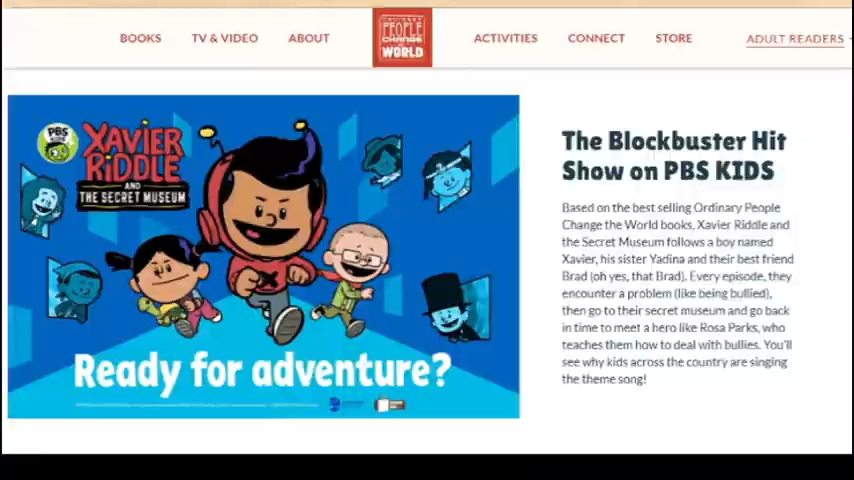 BOOKS
TV & VIDEO
ABOUT
PEOPLE
CHANGE
WORLD
ACTIVITIES
CONNECT
STORE
ADULT READERS
PBS
KIDS
XAVIER
RiDDLE
AND
THE SECRET MUSEUM
Ready for adventure?
The Blockbuster Hit
Show on PBS KIDS
Based on the best selling Ordinary People
Change the World books, Xavier Riddle and
the Secret Museum follows a boy named
Xavier, his sister Yadina and their best friend
Brad (oh yes, that Brad). Every episode, they
encounter a problem (like being bullied),
then go to their secret museum and go back
in time to meet a hero like Rosa Parks, who
teaches them how to deal with bullies. You'll
see why kids across the country are singing
the theme song!